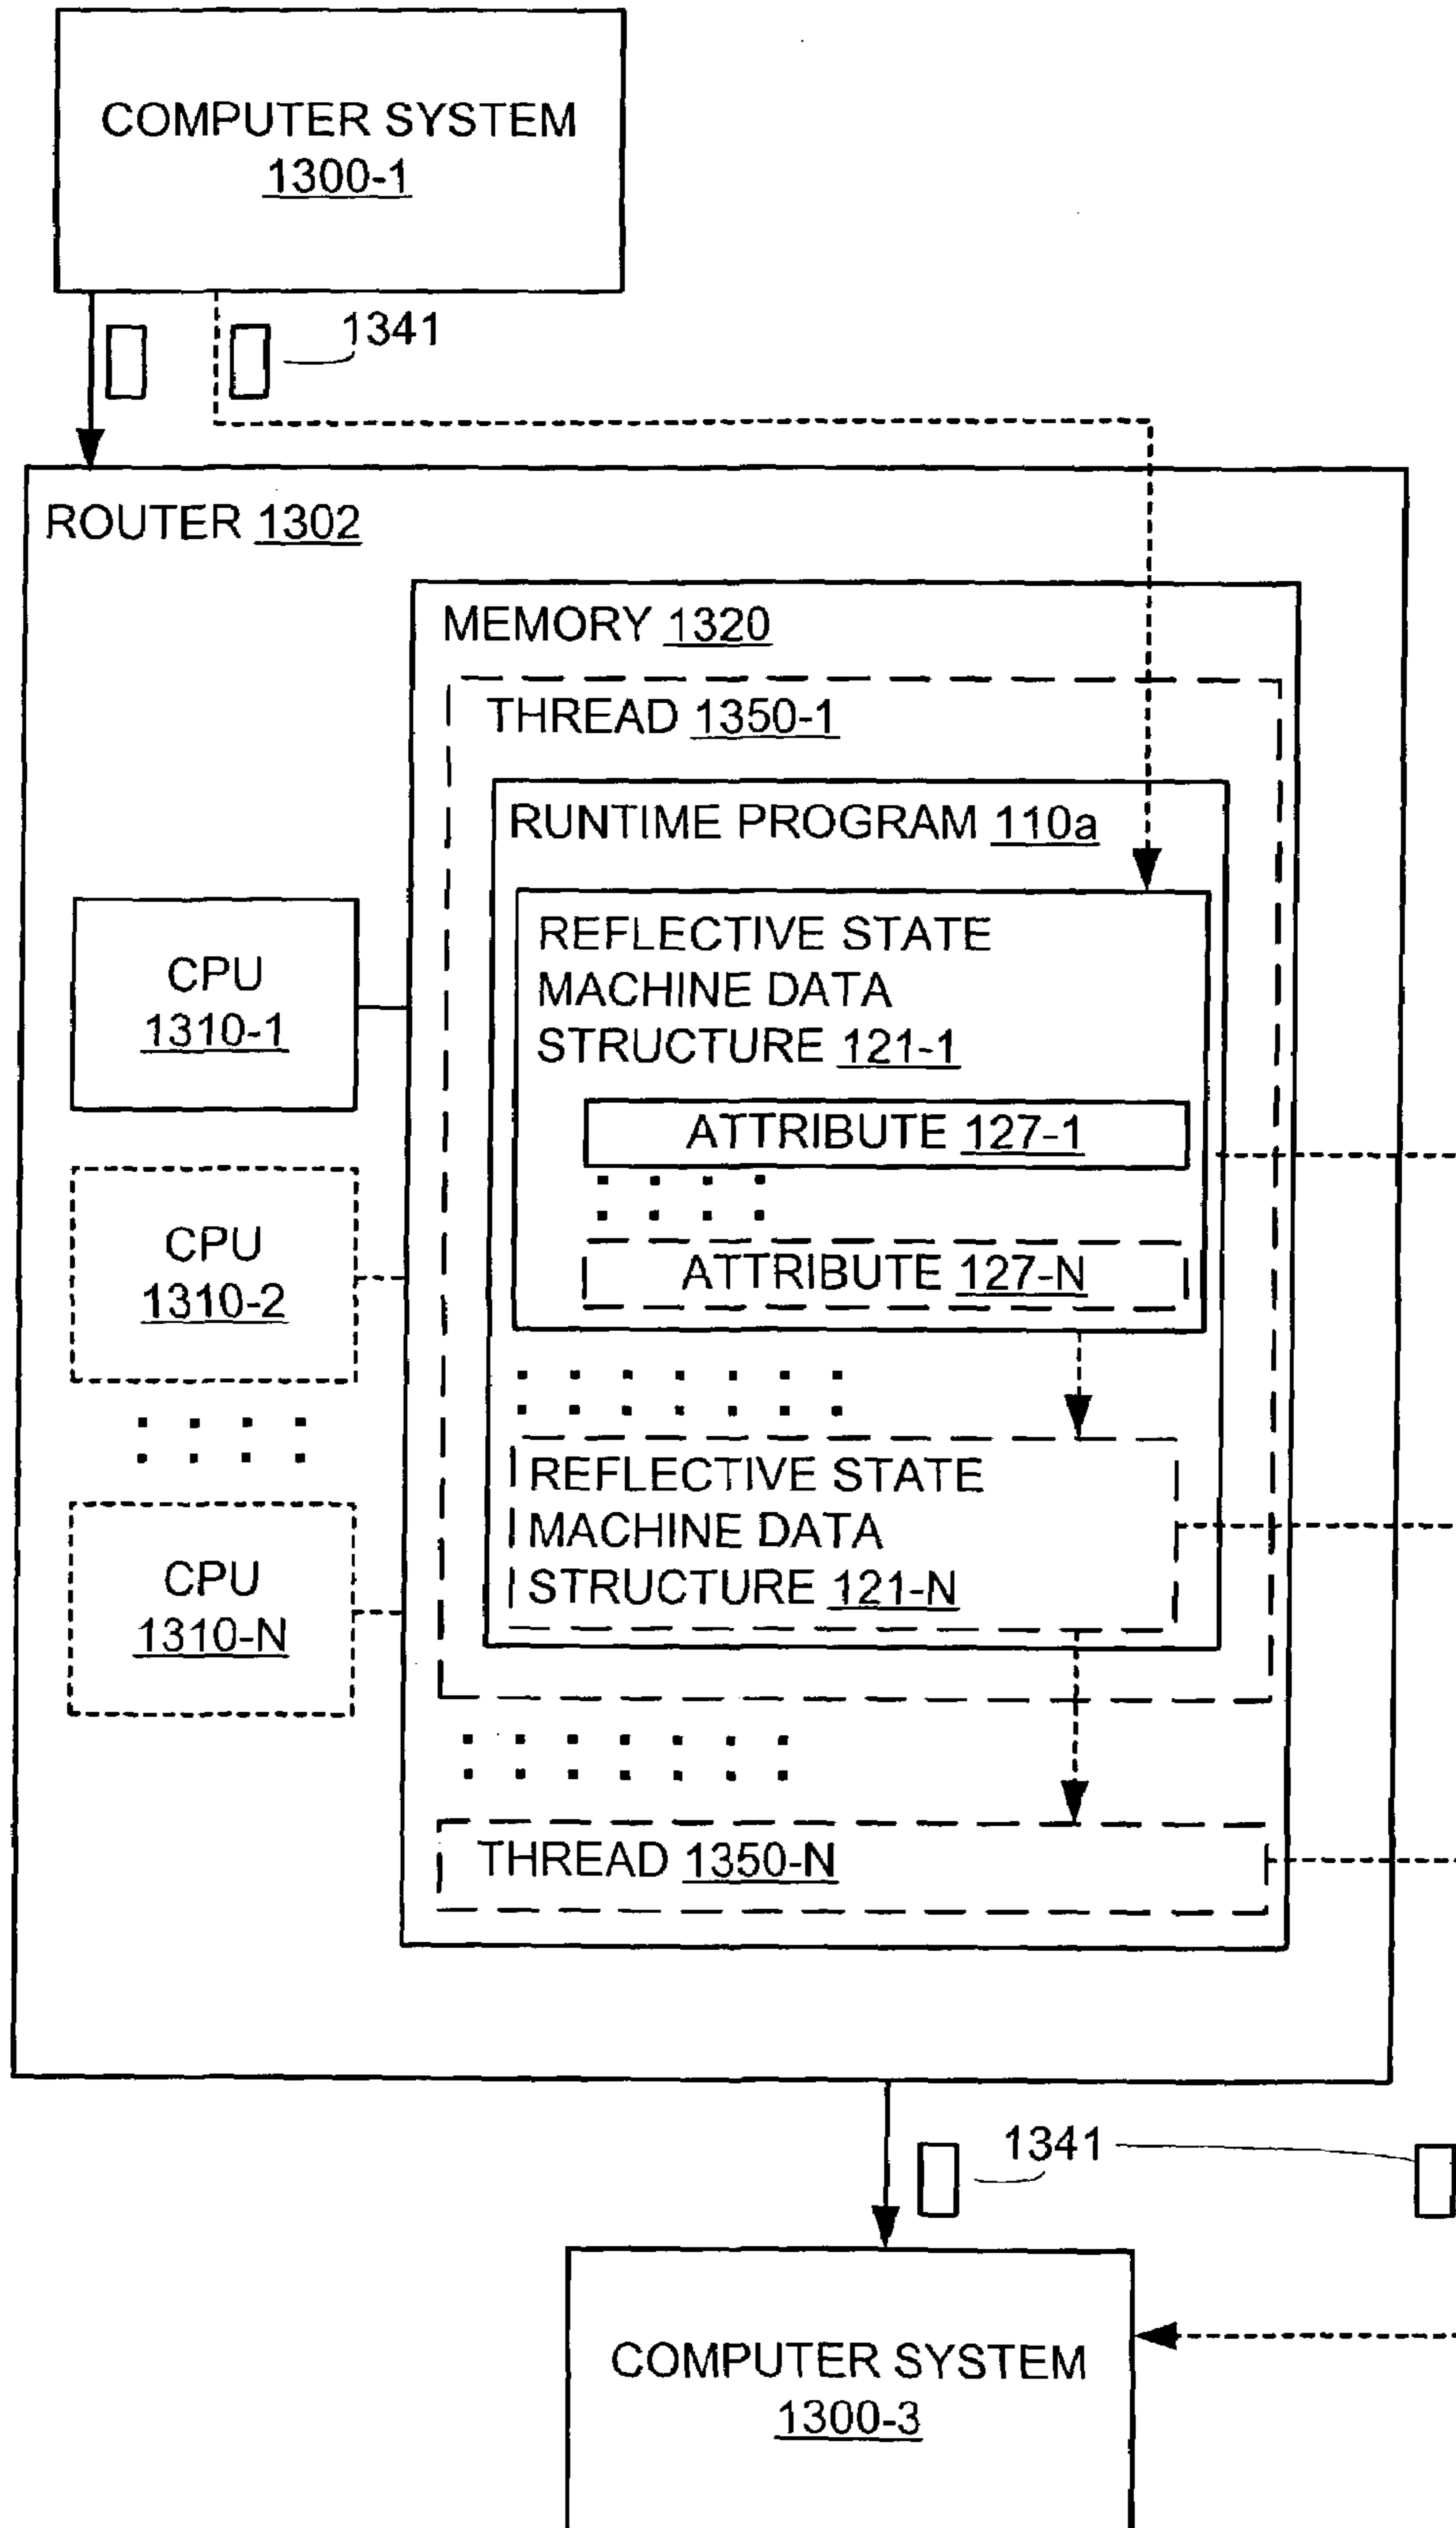 COMPUTER SYSTEM
1300-1
1341
ROUTER 1302
MEMORY 1320
THREAD 1350-1
RUNTIME PROGRAM 110a
REFLECTIVE STATE
MACHINE DATA
STRUCTURE 121-1
CPU
1310-1
ATTRIBUTE 127-1
CPU
1310-2
ATTRIBUTE 127-N
REFLECTIVE STATE
MACHINE DATA
STRUCTURE 121-N
CPU
1310-N
THREAD 1350-N
1341
COMPUTER SYSTEM
1300-3